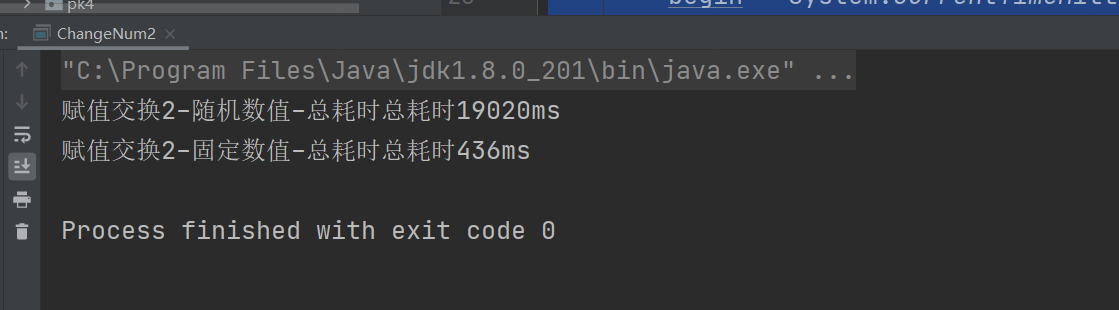 pk4
ChangeNum2
"C:\Program Files\Java\jdk1.8.0_201\bin\java.exe" ...
赋值交换2-随机数值-总耗时总耗时19020ms
赋值交换2-固定数值-总耗时总耗时436ms
Process finished with exit code 0